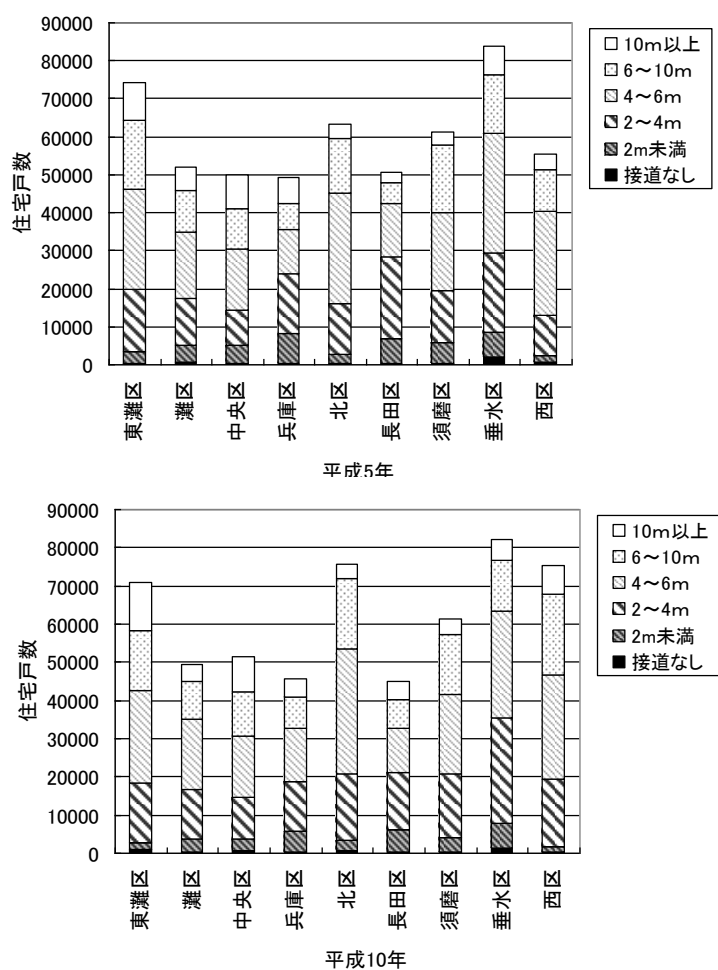 90000
80000
70000
60000
50000
40000
30000
20000
10000
0
住宅戸数
東灘区
灘区
中央区
兵庫区
北区
長田区
須磨区
垂水区
西区
平成5年
10m以上
6～10m
4～6m
2～4m
2m未満
接道なし
90000
80000
70000
60000
50000
40000
30000
20000
10000
0
住宅戸数
東灘区
灘区
中央区
兵庫区
北区
長田区
須磨区
垂水区
西区
平成10年
10m以上
6～10m
4～6m
2～4m
2m未満
接道なし